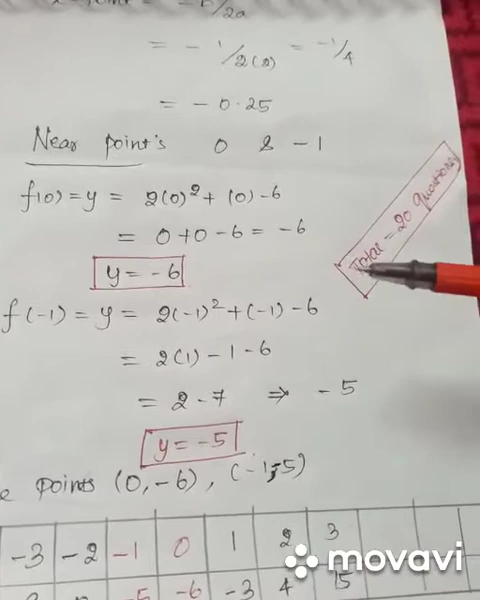 = -b/2a
= - 1/2(2) = -1/4
= - 0.25
Near point's 0 & -1
f(0) = y = 2(0)² + (0) - 6
= 0 + 0 - 6 = -6
y = -6
Total = 20 questions
f(-1) = y = 2(-1)² + (-1) - 6
= 2(1) - 1 - 6
= 2 - 7 ⇒ -5
y = -5
points (0, -6), (-1, -5)
-3 -2 -1 0 1 2 3
-5 -6 -3 4 15
movavi